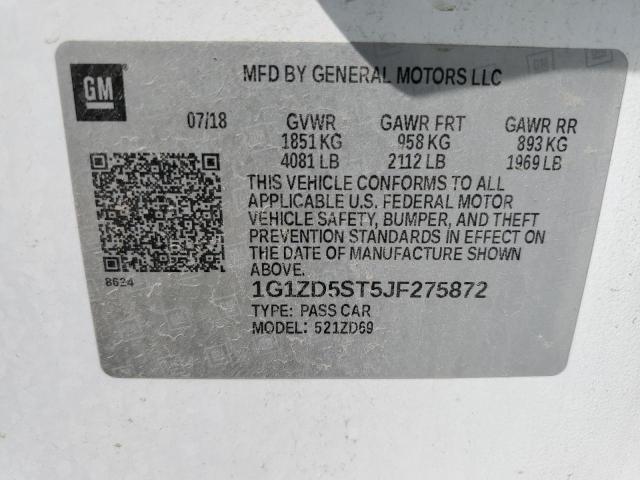 GM
MFD BY GENERAL MOTORS LLC
07/18 GVWR GAWR FRT GAWR RR
1851 KG 958 KG 893 KG
4081 LB 2112 LB 1969 LB
THIS VEHICLE CONFORMS TO ALL
APPLICABLE U.S. FEDERAL MOTOR
VEHICLE SAFETY, BUMPER, AND THEFT
PREVENTION STANDARDS IN EFFECT ON
THE DATE OF MANUFACTURE SHOWN
ABOVE.
8624
1G1ZD5ST5JF275872
TYPE: PASS CAR
MODEL: 521ZD69